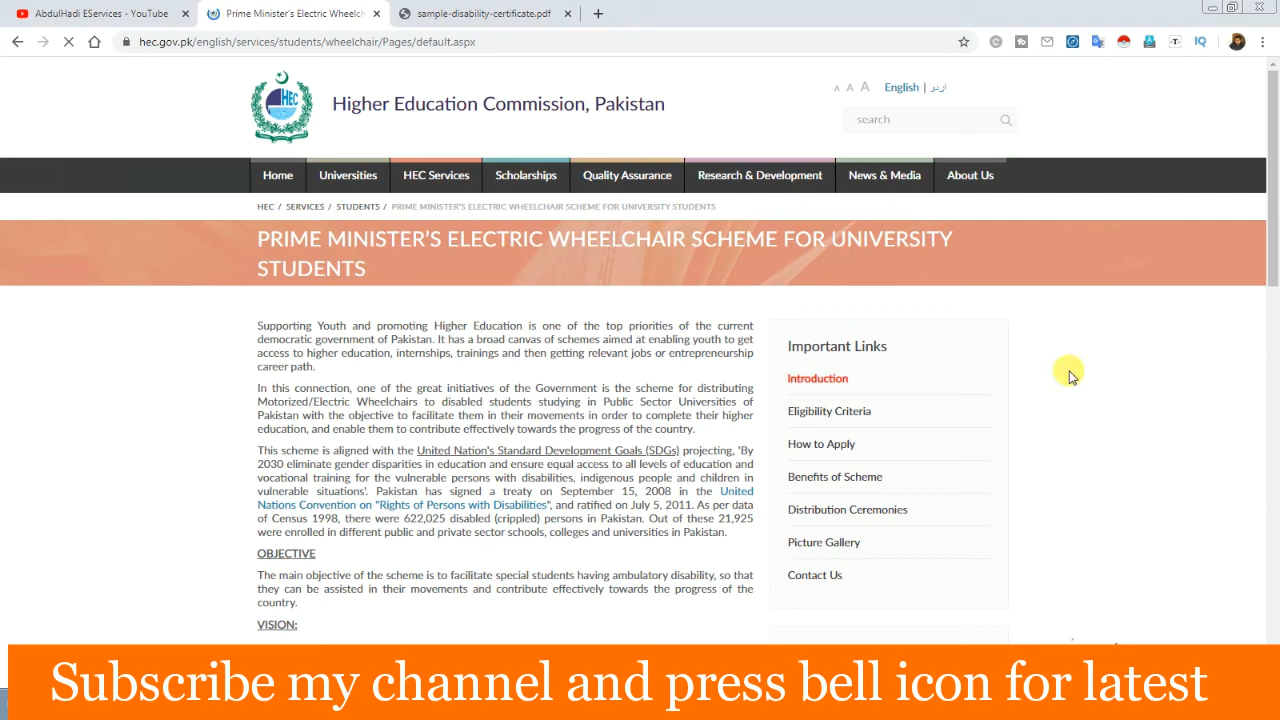 AbdulHadi EServices - YouTube
Prime Minister's Electric Wheelch
sample-disability-certificate.pdf
hec.gov.pk/english/services/students/wheelchair/Pages/default.aspx
IQ
HEC
Higher Education Commission, Pakistan
A A A English | اردو
search
Home Universities HEC Services Scholarships Quality Assurance Research & Development News & Media About Us
HEC / SERVICES / STUDENTS / PRIME MINISTER'S ELECTRIC WHEELCHAIR SCHEME FOR UNIVERSITY STUDENTS
PRIME MINISTER'S ELECTRIC WHEELCHAIR SCHEME FOR UNIVERSITY
STUDENTS
Supporting Youth and promoting Higher Education is one of the top priorities of the current
democratic government of Pakistan. It has a broad canvas of schemes aimed at enabling youth to get
access to higher education, internships, trainings and then getting relevant jobs or entrepreneurship
career path.
In this connection, one of the great initiatives of the Government is the scheme for distributing
Motorized/Electric Wheelchairs to disabled students studying in Public Sector Universities of
Pakistan with the objective to facilitate them in their movements in order to complete their higher
education, and enable them to contribute effectively towards the progress of the country.
This scheme is aligned with the United Nation's Standard Development Goals (SDGs) projecting, 'By
2030 eliminate gender disparities in education and ensure equal access to all levels of education and
vocational training for the vulnerable persons with disabilities, indigenous people and children in
vulnerable situations'. Pakistan has signed a treaty on September 15, 2008 in the United
Nations Convention on "Rights of Persons with Disabilities", and ratified on July 5, 2011. As per data
of Census 1998, there were 622,025 disabled (crippled) persons in Pakistan. Out of these 21,925
were enrolled in different public and private sector schools, colleges and universities in Pakistan.
OBJECTIVE
The main objective of the scheme is to facilitate special students having ambulatory disability, so that
they can be assisted in their movements and contribute effectively towards the progress of the
country.
VISION:
Important Links
Introduction
Eligibility Criteria
How to Apply
Benefits of Scheme
Distribution Ceremonies
Picture Gallery
Contact Us
Subscribe my channel and press bell icon for latest